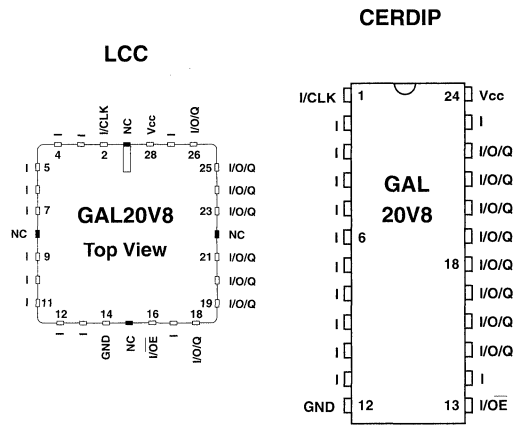 CERDIP
LCC
I I I/CLK NC Vcc I I/O/Q
4 2 28 26
I 5 25 I/O/Q
I I/O/Q
I 7 23 I/O/Q
NC NC
I 9 21 I/O/Q
I I/O/Q
I 11 19 I/O/Q
GAL20V8
Top View
12 14 16 18
I I GND NC I/OE I I/O/Q
I/CLK 1 24 Vcc
I I
I I/O/Q
I I/O/Q
I I/O/Q
I 6 I/O/Q
I 18 I/O/Q
I I/O/Q
I I/O/Q
I I/O/Q
I I
GND 12 13 I/OE
GAL
20V8